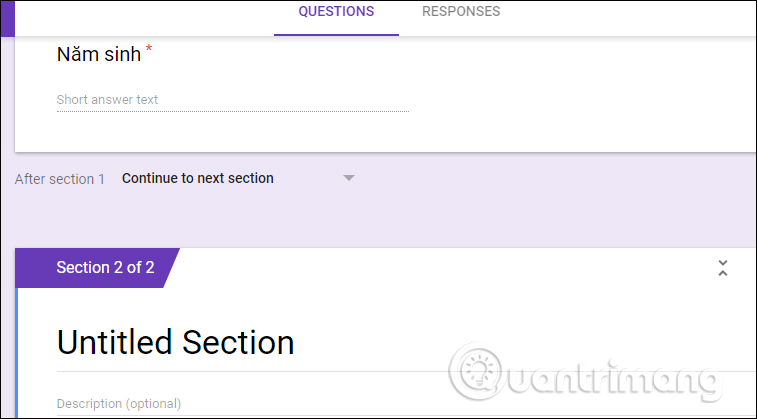 QUESTIONS RESPONSES
Năm sinh *
Short answer text
After section 1 Continue to next section
Section 2 of 2
Untitled Section
Quantrimang
Description (optional)